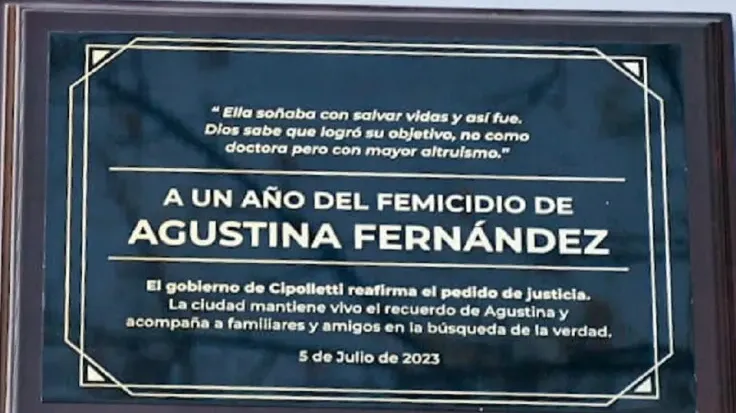 “ Ella soñaba con salvar vidas y así fue.
Dios sabe que logró su objetivo, no como
doctora pero con mayor altruismo.”
A UN AÑO DEL FEMICIDIO DE
AGUSTINA FERNÁNDEZ
El gobierno de Cipolletti reafirma el pedido de justicia.
La ciudad mantiene vivo el recuerdo de Agustina y
acompaña a familiares y amigos en la búsqueda de la verdad.
5 de Julio de 2023